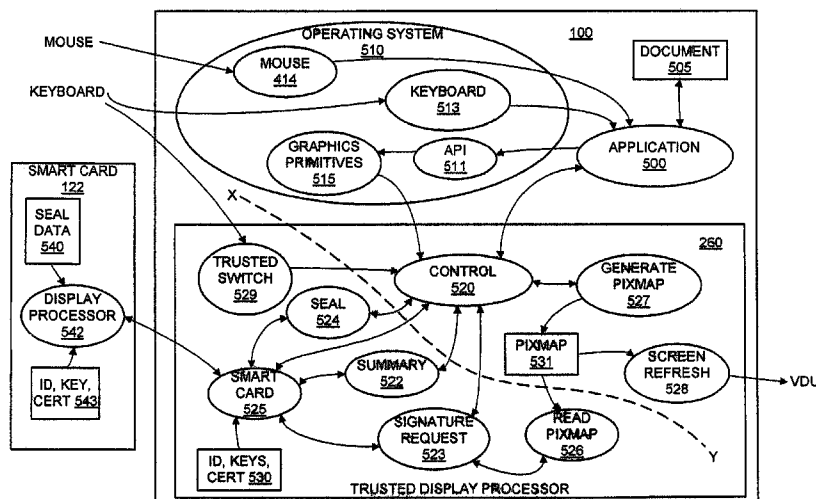 OPERATING SYSTEM
510
100
MOUSE
MOUSE
414
DOCUMENT
505
KEYBOARD
KEYBOARD
513
GRAPHICS
PRIMITIVES
515
API
511
APPLICATION
500
SMART CARD
122
X
SEAL
DATA
540
260
TRUSTED
SWITCH
529
CONTROL
520
GENERATE
PIXMAP
527
SEAL
524
DISPLAY
PROCESSOR
542
PIXMAP
531
SCREEN
REFRESH
528
VDU
SUMMARY
522
SMART
CARD
525
ID, KEY,
CERT 543
SIGNATURE
REQUEST
523
READ
PIXMAP
526
Y
ID, KEYS,
CERT 530
TRUSTED DISPLAY PROCESSOR